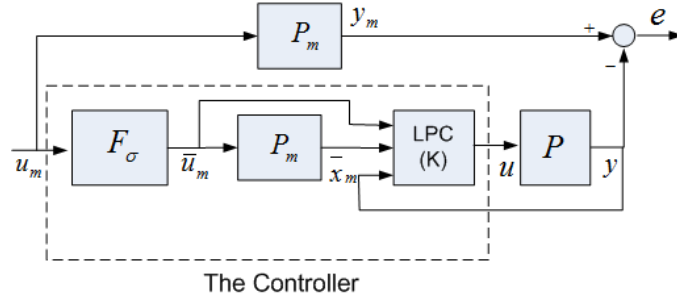 P_m
y_m
+
e
−
u_m
F_σ
ū_m
P_m
x̄_m
LPC
(K)
u
P
y
The Controller